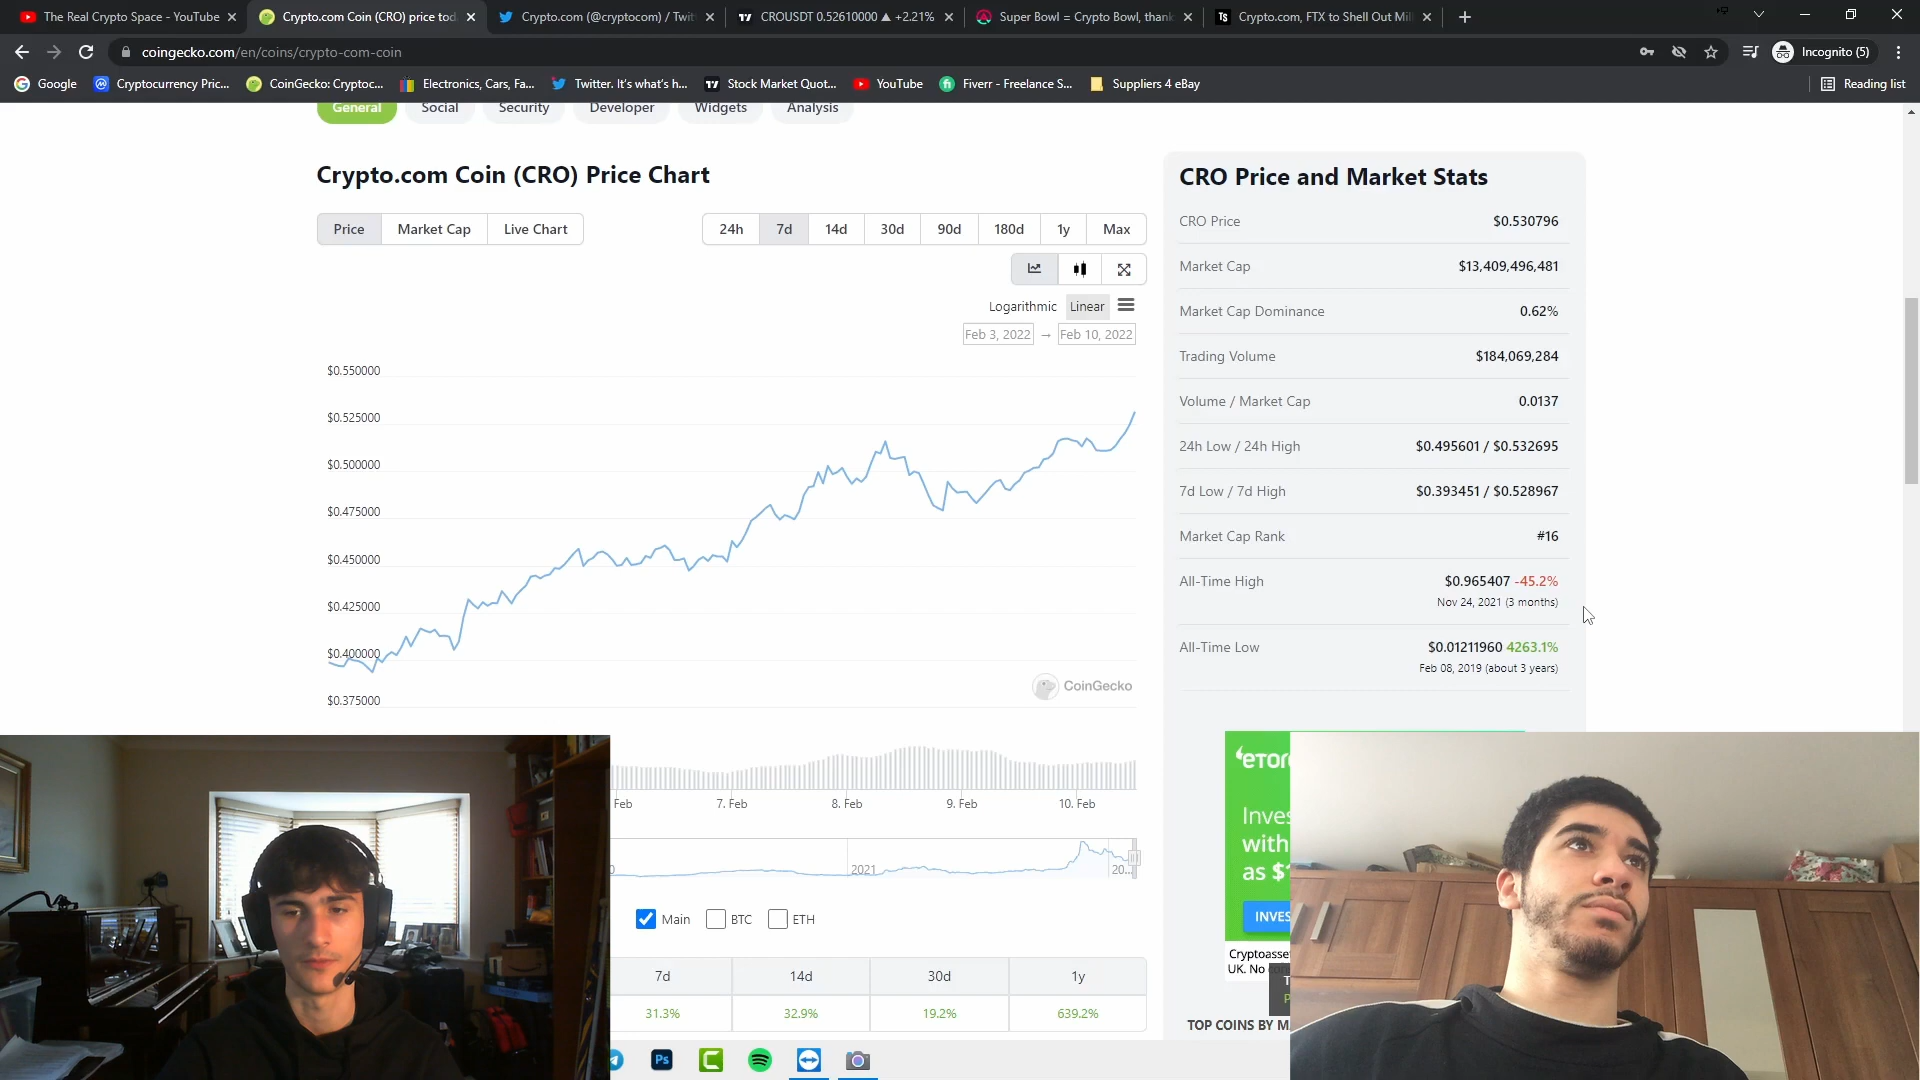 The Real Crypto Space - YouTube
Crypto.com Coin (CRO) price tod
Crypto.com (@cryptocom) / Twit
CROUSDT 0.52610000 ▲ +2.21%
Super Bowl = Crypto Bowl, thank
Crypto.com, FTX to Shell Out Mil
coingecko.com/en/coins/crypto-com-coin
Incognito (5)
Google
Cryptocurrency Pric...
CoinGecko: Cryptoc...
Electronics, Cars, Fa...
Twitter. It's what's h...
Stock Market Quot...
YouTube
Fiverr - Freelance S...
Suppliers 4 eBay
Reading list
General Social Security Developer Widgets Analysis
Crypto.com Coin (CRO) Price Chart
Price Market Cap Live Chart
24h 7d 14d 30d 90d 180d 1y Max
Logarithmic Linear
Feb 3, 2022 → Feb 10, 2022
$0.550000
$0.525000
$0.500000
$0.475000
$0.450000
$0.425000
$0.400000
$0.375000
CoinGecko
Feb 7. Feb 8. Feb 9. Feb 10. Feb
2021 20...
Main BTC ETH
7d 14d 30d 1y
31.3% 32.9% 19.2% 639.2%
CRO Price and Market Stats
CRO Price $0.530796
Market Cap $13,409,496,481
Market Cap Dominance 0.62%
Trading Volume $184,069,284
Volume / Market Cap 0.0137
24h Low / 24h High $0.495601 / $0.532695
7d Low / 7d High $0.393451 / $0.528967
Market Cap Rank #16
All-Time High $0.965407 -45.2%
Nov 24, 2021 (3 months)
All-Time Low $0.01211960 4263.1%
Feb 08, 2019 (about 3 years)
eTor
Inves
with
as $
INVES
Cryptoasse
UK. No
TOP COINS BY M
Ps